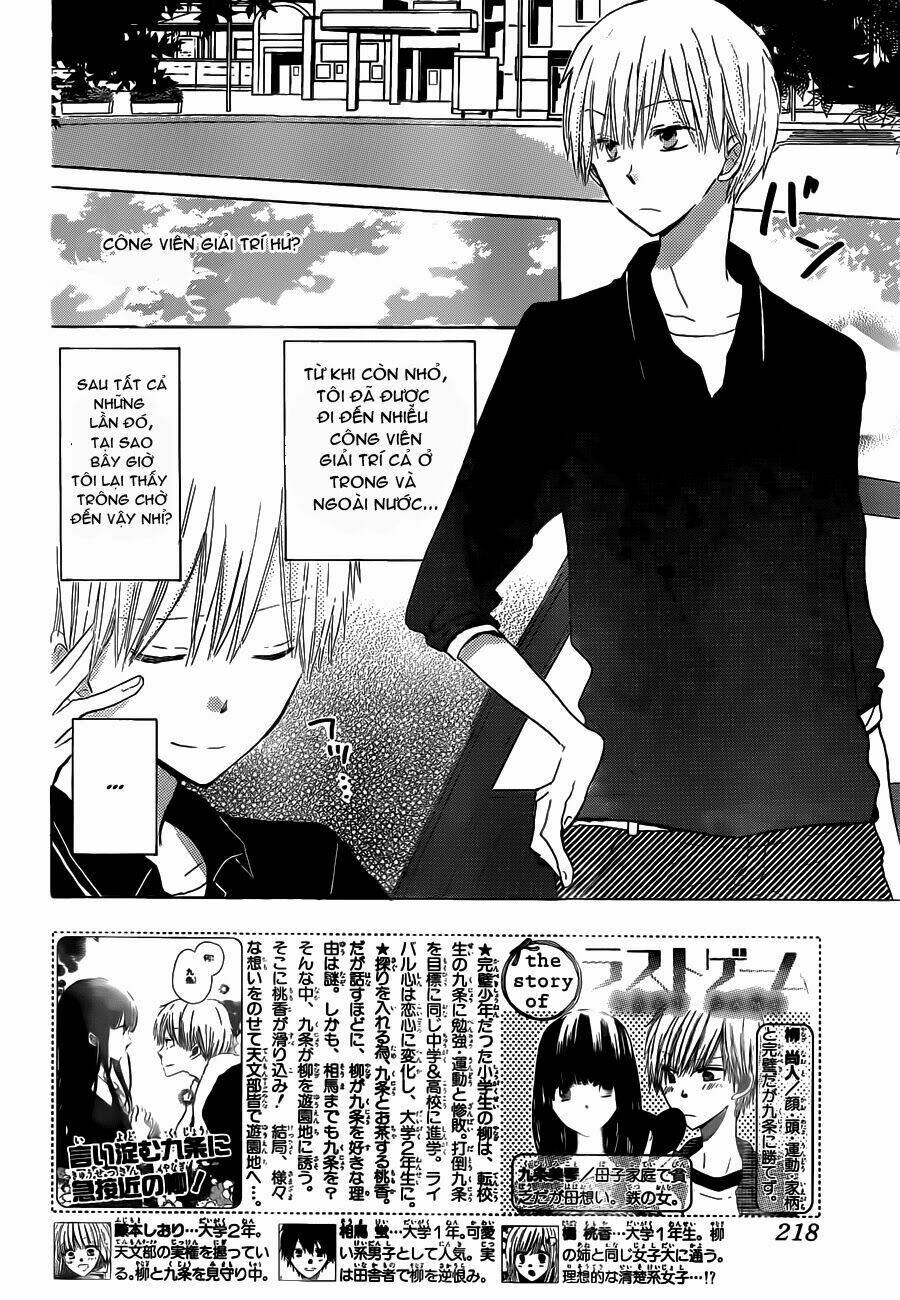 CÔNG VIÊN GIẢI TRÍ HỬ?
TỪ KHI CÒN NHỎ,
TÔI ĐÃ ĐƯỢC
ĐI ĐẾN NHIỀU
CÔNG VIÊN
GIẢI TRÍ CẢ Ở
TRONG VÀ
NGOÀI NƯỚC...
SAU TẤT CẢ
NHỮNG
LẦN ĐÓ,
TẠI SAO
BÂY GIỜ
TÔI LẠI THẤY
TRÔNG CHỜ
ĐẾN VẬY NHỈ?
...
the
story
of
ラストゲーム
柳 尚人/顔・頭・運動・家柄
と完璧だが九条に勝てず。
九条美琴/母子家庭で貧
乏だが母想い。鉄の女。
★完璧少年だった小学生の柳は、転校
生の九条に勉強・運動と惨敗。打倒九条
を目標に同じ中学&高校に進学。ライ
バル心は恋心に変化し、大学2年生に!
★探りを入れる為、九条とお茶する桃香。
だが話すほどに、柳が九条を好きな理
由は謎。しかも、相馬までも九条を?
そんな中、九条が柳を遊園地に誘う。
そこに桃香が滑り込み! 結局、様々
な想いをのせて天文部皆で遊園地へ…。
何
九条
言い淀む九条に
急接近の柳!
藤本しおり…大学2年。
天文部の実権を握ってい
る。柳と九条を見守り中。
相馬 蛍…大学1年。可愛
い系男子として人気。実
は田舎者で柳を逆恨み。
橘 桃香…大学1年生。柳
の姉と同じ女子大に通う。
理想的な清楚系女子…!?
218